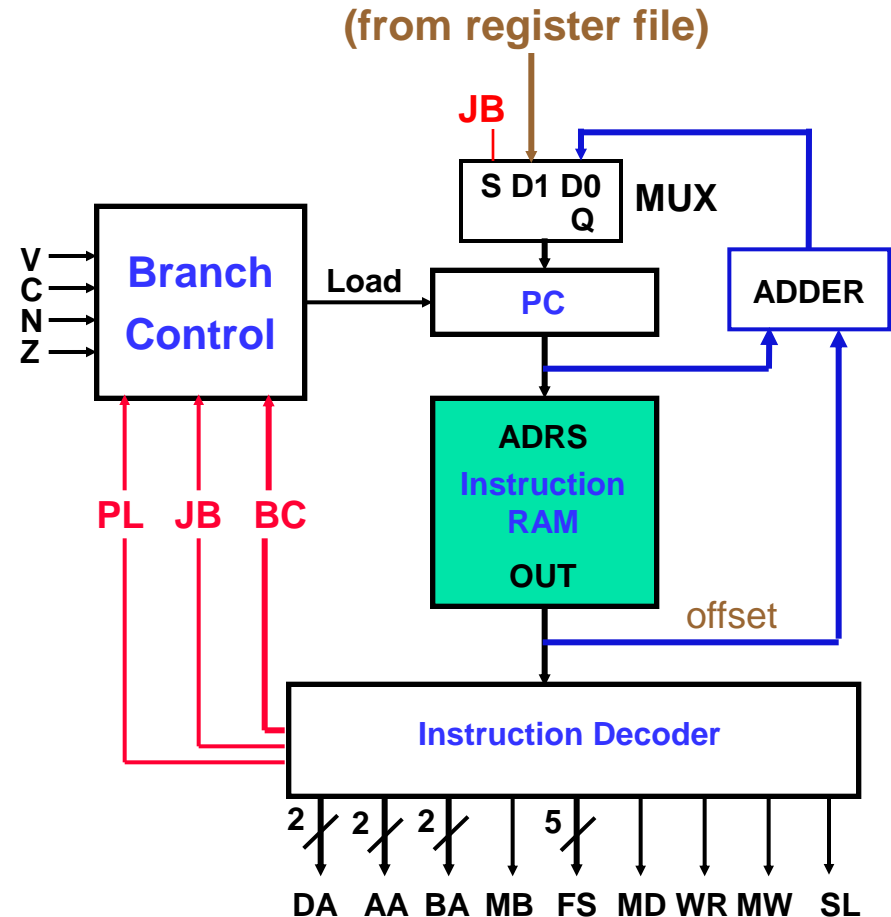 (from register file)
JB
S D1 D0
Q
MUX
V
C
N
Z
Branch
Control
Load
PC
ADDER
ADRS
Instruction
RAM
OUT
PL JB BC
offset
Instruction Decoder
2 2 2 5
DA AA BA MB FS MD WR MW SL